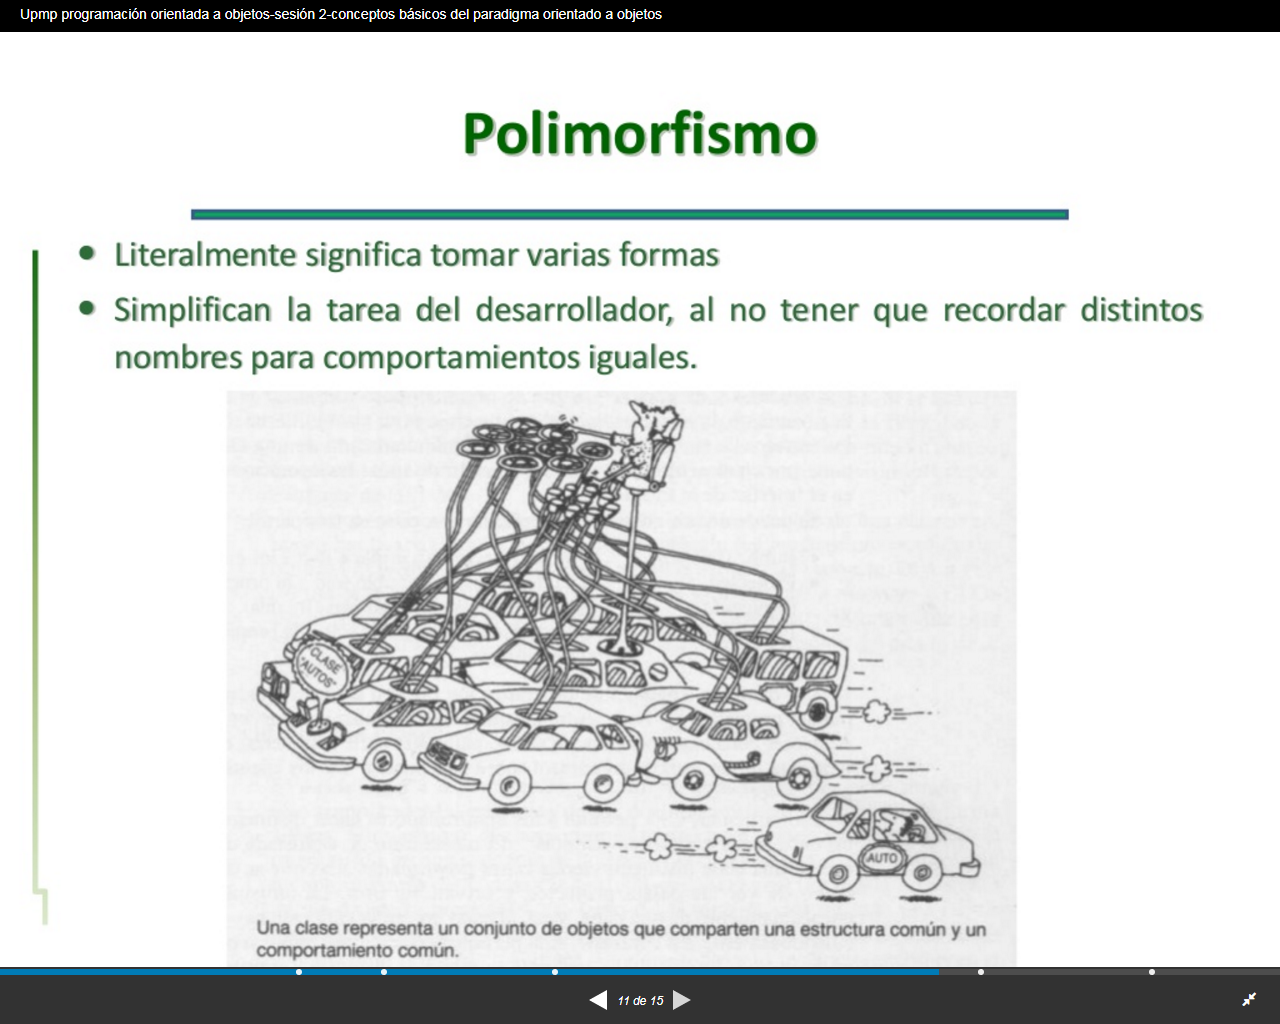 Upmp programación orientada a objetos-sesión 2-conceptos básicos del paradigma orientado a objetos
Polimorfismo
• Literalmente significa tomar varias formas
• Simplifican la tarea del desarrollador, al no tener que recordar distintos
nombres para comportamientos iguales.
CLASE
"AUTOS"
AUTO
Una clase representa un conjunto de objetos que comparten una estructura común y un
comportamiento común.
11 de 15